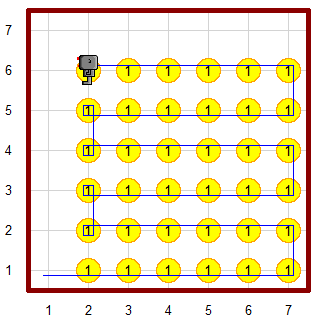 7
6 1 1 1 1 1
5 1 1 1 1 1 1
4 1 1 1 1 1 1
3 1 1 1 1 1 1
2 1 1 1 1 1 1
1 1 1 1 1 1 1
1 2 3 4 5 6 7